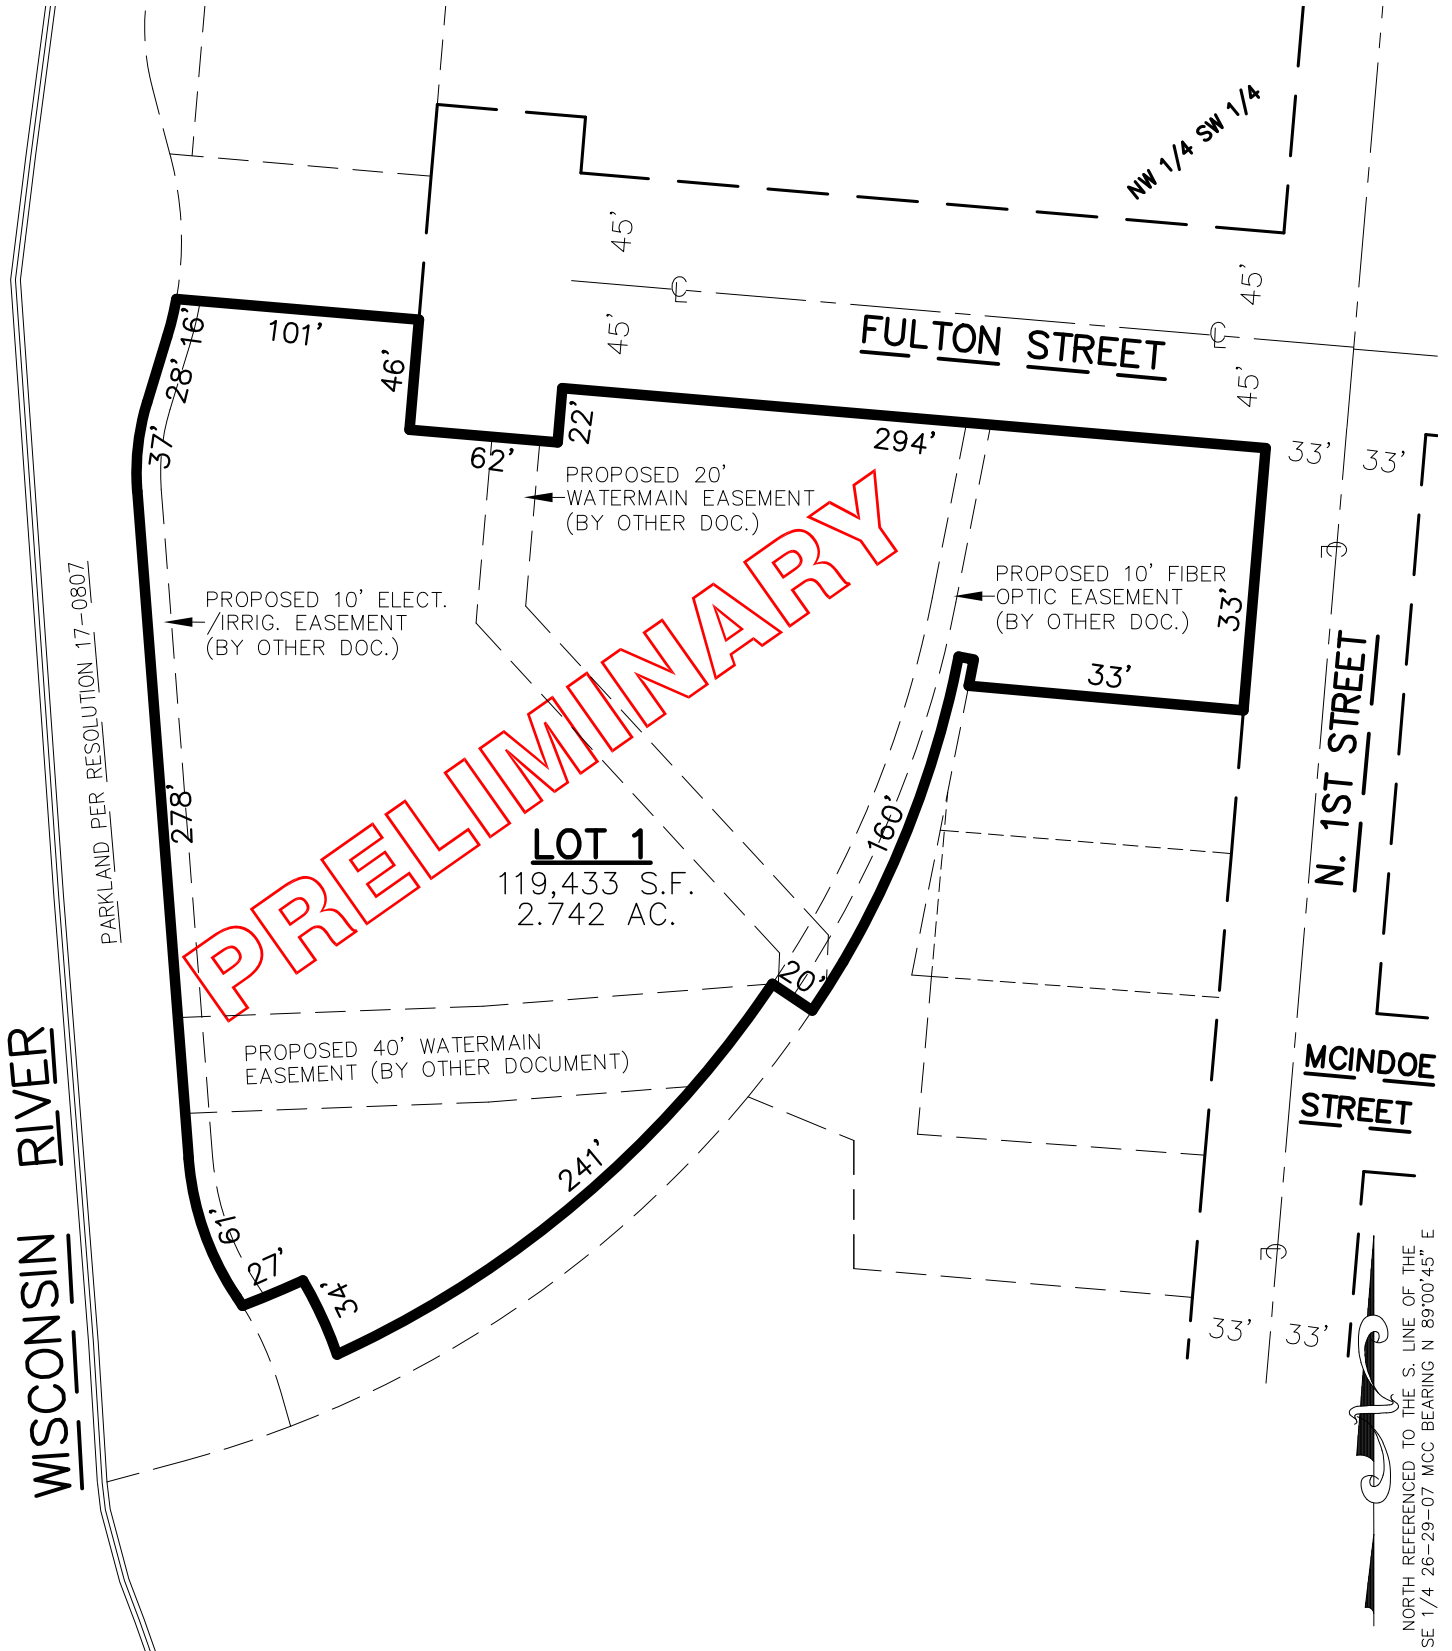 NW 1/4 SW 1/4
45'
45'
45'
45'
℄
℄
FULTON STREET
16'
28'
37'
101'
46'
62'
22'
294'
33'
33'
℄
PROPOSED 20'
WATERMAIN EASEMENT
(BY OTHER DOC.)
PROPOSED 10' ELECT.
/IRRIG. EASEMENT
(BY OTHER DOC.)
PROPOSED 10' FIBER
OPTIC EASEMENT
(BY OTHER DOC.)
33'
33'
PARKLAND PER RESOLUTION 17-0807
PRELIMINARY
N. 1ST STREET
278'
160'
LOT 1
119,433 S.F.
2.742 AC.
20'
PROPOSED 40' WATERMAIN
EASEMENT (BY OTHER DOCUMENT)
MCINDOE
STREET
WISCONSIN RIVER
241'
61'
27'
34'
℄
33'
33'
NORTH REFERENCED TO THE S. LINE OF THE
SE 1/4 26-29-07 MCC BEARING N 89°00'45" E